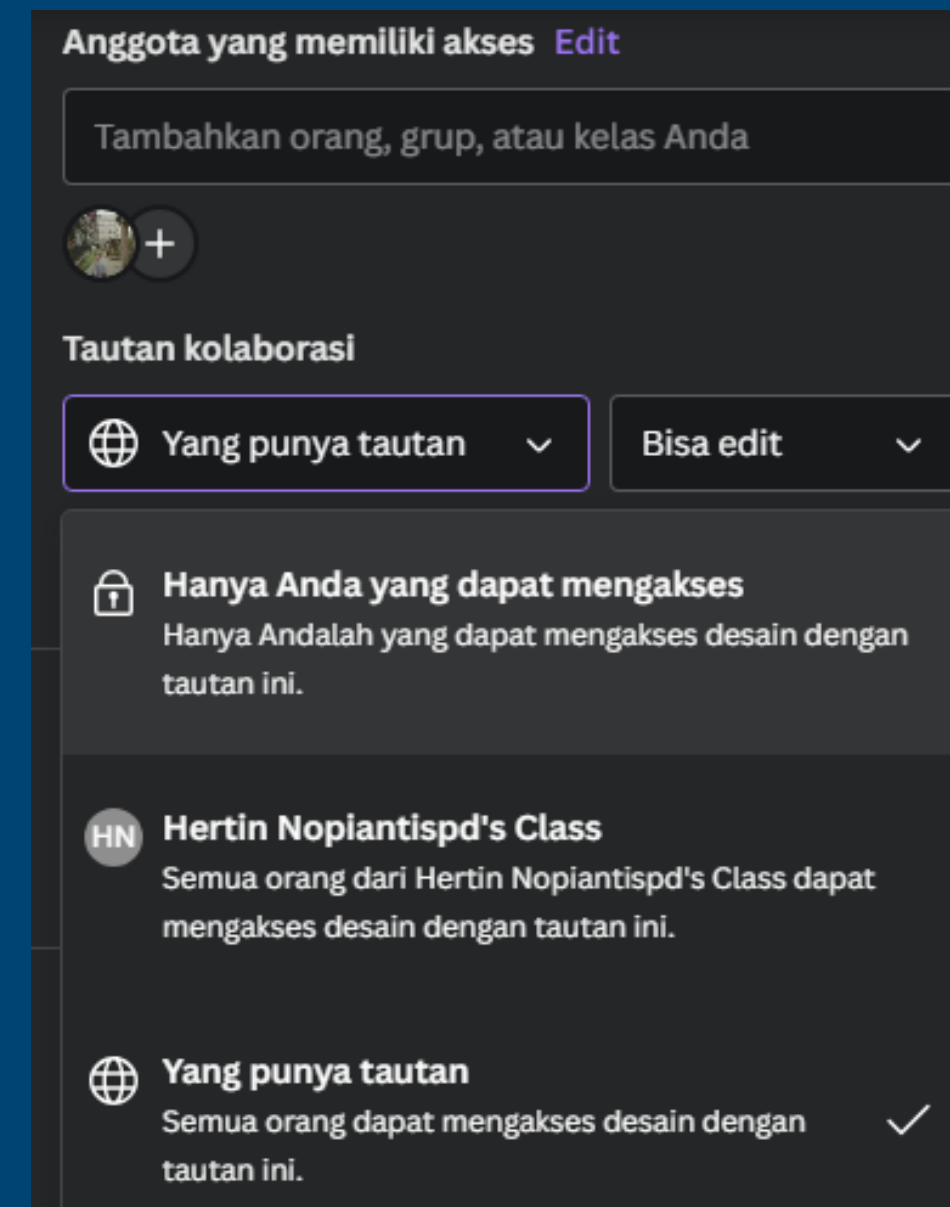 Anggota yang memiliki akses Edit
Tambahkan orang, grup, atau kelas Anda
+
Tautan kolaborasi
Yang punya tautan Bisa edit
Hanya Anda yang dapat mengakses
Hanya Andalah yang dapat mengakses desain dengan
tautan ini.
HN Hertin Nopiantispd's Class
Semua orang dari Hertin Nopiantispd's Class dapat
mengakses desain dengan tautan ini.
Yang punya tautan
Semua orang dapat mengakses desain dengan
tautan ini.